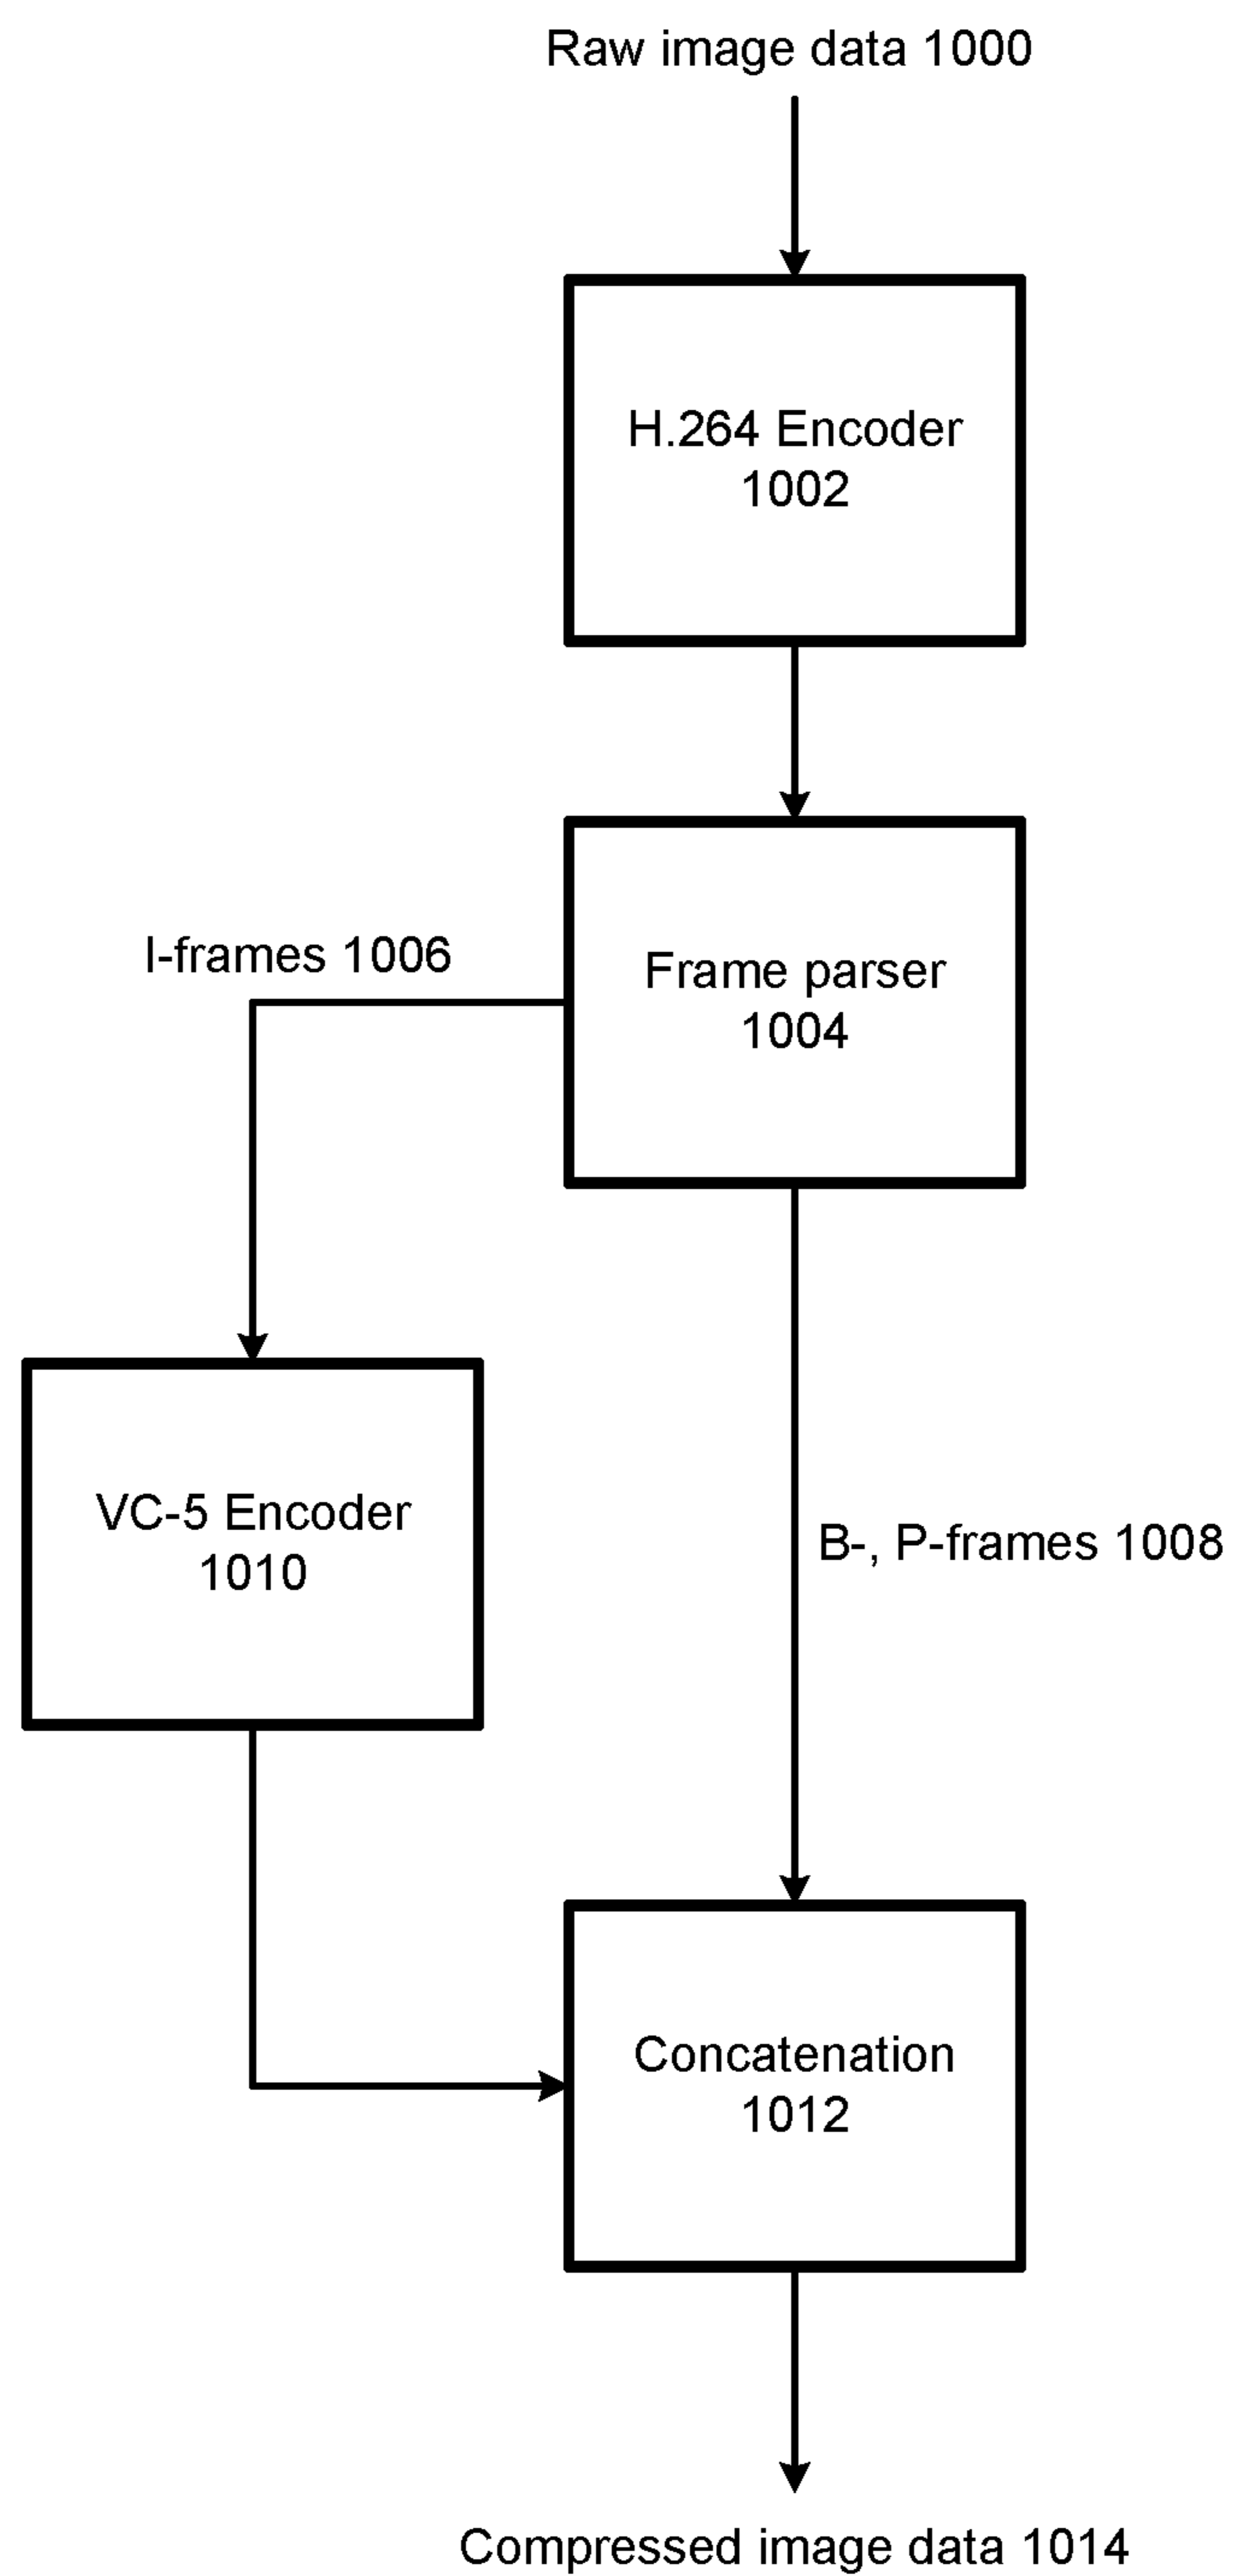 Raw image data 1000
H.264 Encoder
1002
I-frames 1006
Frame parser
1004
VC-5 Encoder
1010
B-, P-frames 1008
Concatenation
1012
Compressed image data 1014